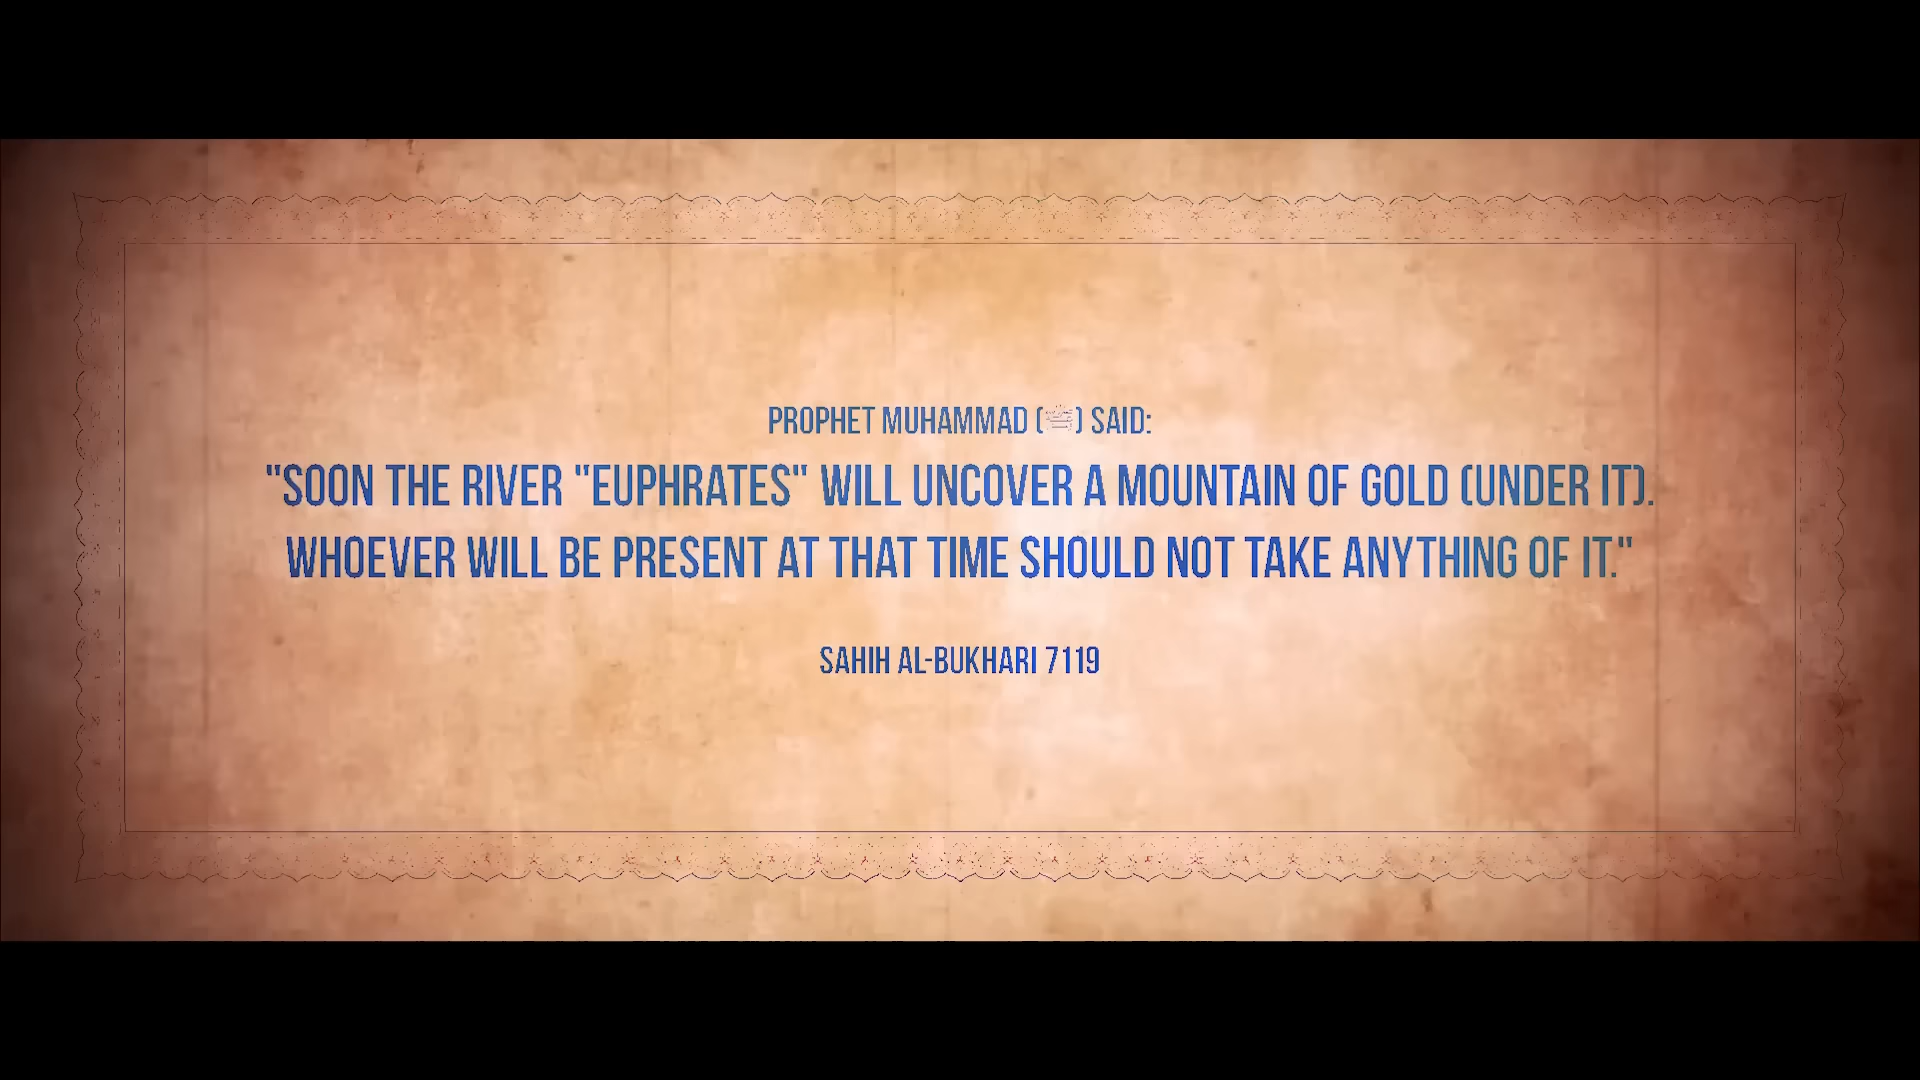 PROPHET MUHAMMAD (ﷺ) SAID:
"SOON THE RIVER "EUPHRATES" WILL UNCOVER A MOUNTAIN OF GOLD (UNDER IT).
WHOEVER WILL BE PRESENT AT THAT TIME SHOULD NOT TAKE ANYTHING OF IT."
SAHIH AL-BUKHARI 7119